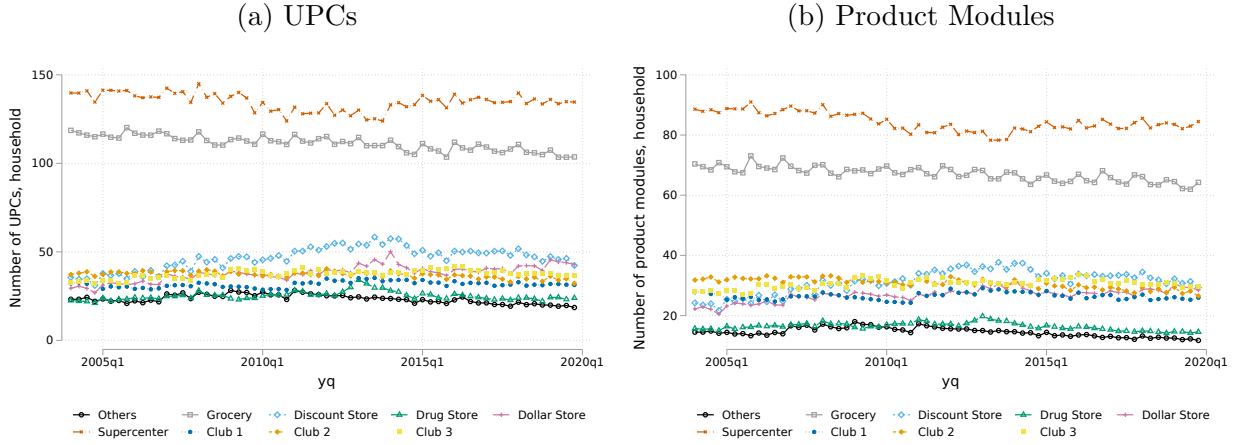 (a) UPCs
Number of UPCs, household
150
100
50
0
2005q1 2010q1 2015q1 2020q1
yq
Others Grocery Discount Store Drug Store Dollar Store
Supercenter Club 1 Club 2 Club 3
(b) Product Modules
Number of product modules, household
100
80
60
40
20
2005q1 2010q1 2015q1 2020q1
yq
Others Grocery Discount Store Drug Store Dollar Store
Supercenter Club 1 Club 2 Club 3